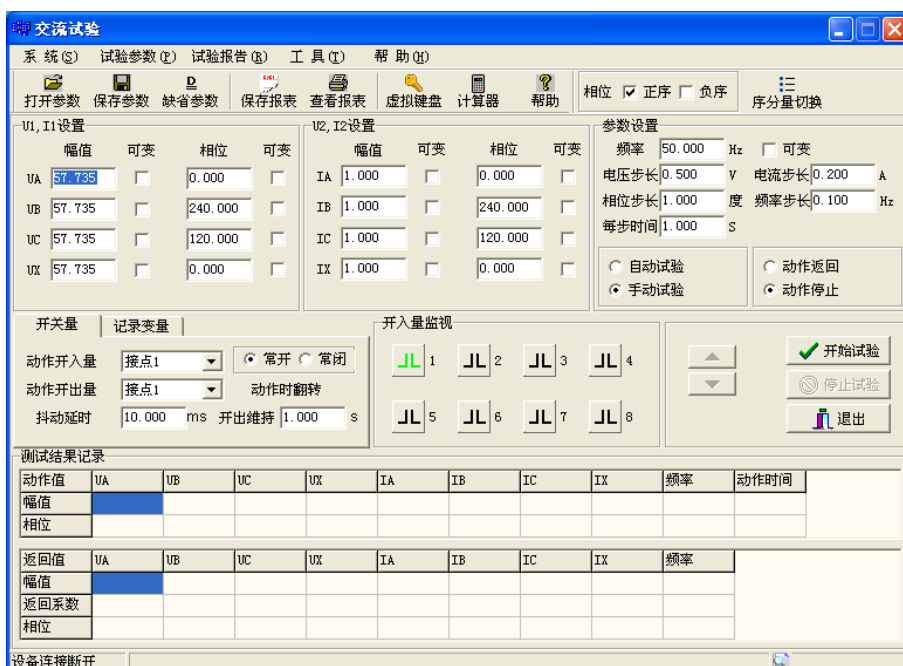 交流试验
系 统(S) 试验参数(P) 试验报告(R) 工 具(T) 帮 助(H)
打开参数 保存参数 缺省参数 保存报表 查看报表 虚拟键盘 计算器 帮助 相位 正序 负序 序分量切换
U1,I1设置 U2,I2设置 参数设置
幅值 可变 相位 可变 幅值 可变 相位 可变 频率 50.000 Hz 可变
UA 57.735 0.000 IA 1.000 0.000 电压步长 0.500 V 电流步长 0.200 A
UB 57.735 240.000 IB 1.000 240.000 相位步长 1.000 度 频率步长 0.100 Hz
UC 57.735 120.000 IC 1.000 120.000 每步时间 1.000 S
UX 57.735 0.000 IX 1.000 0.000 自动试验 动作返回
手动试验 动作停止
开关量 记录变量 开入量监视
动作开入量 接点1 常开 常闭 1 2 3 4 开始试验
动作开出量 接点1 动作时翻转 停止试验
抖动延时 10.000 ms 开出维持 1.000 s 5 6 7 8 退出
测试结果记录
动作值 UA UB UC UX IA IB IC IX 频率 动作时间
幅值
相位
返回值 UA UB UC UX IA IB IC IX 频率
幅值
返回系数
相位
设备连接断开